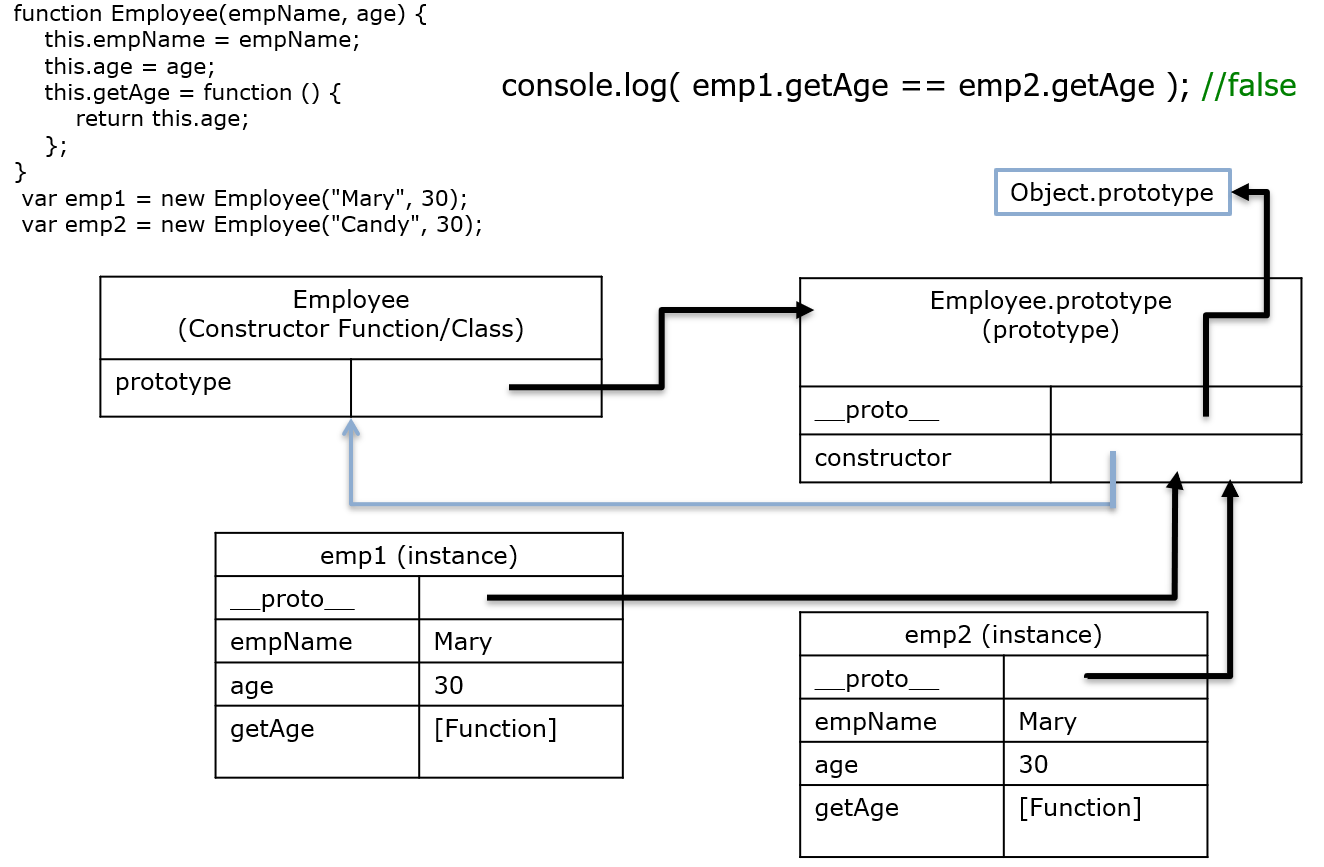 function Employee(empName, age) {
this.empName = empName;
this.age = age;
this.getAge = function () {
return this.age;
};
}
var emp1 = new Employee("Mary", 30);
var emp2 = new Employee("Candy", 30);
console.log( emp1.getAge == emp2.getAge ); //false
Object.prototype
Employee
(Constructor Function/Class)
prototype
Employee.prototype
(prototype)
__proto__
constructor
emp1 (instance)
__proto__
empName Mary
age 30
getAge [Function]
emp2 (instance)
__proto__
empName Mary
age 30
getAge [Function]